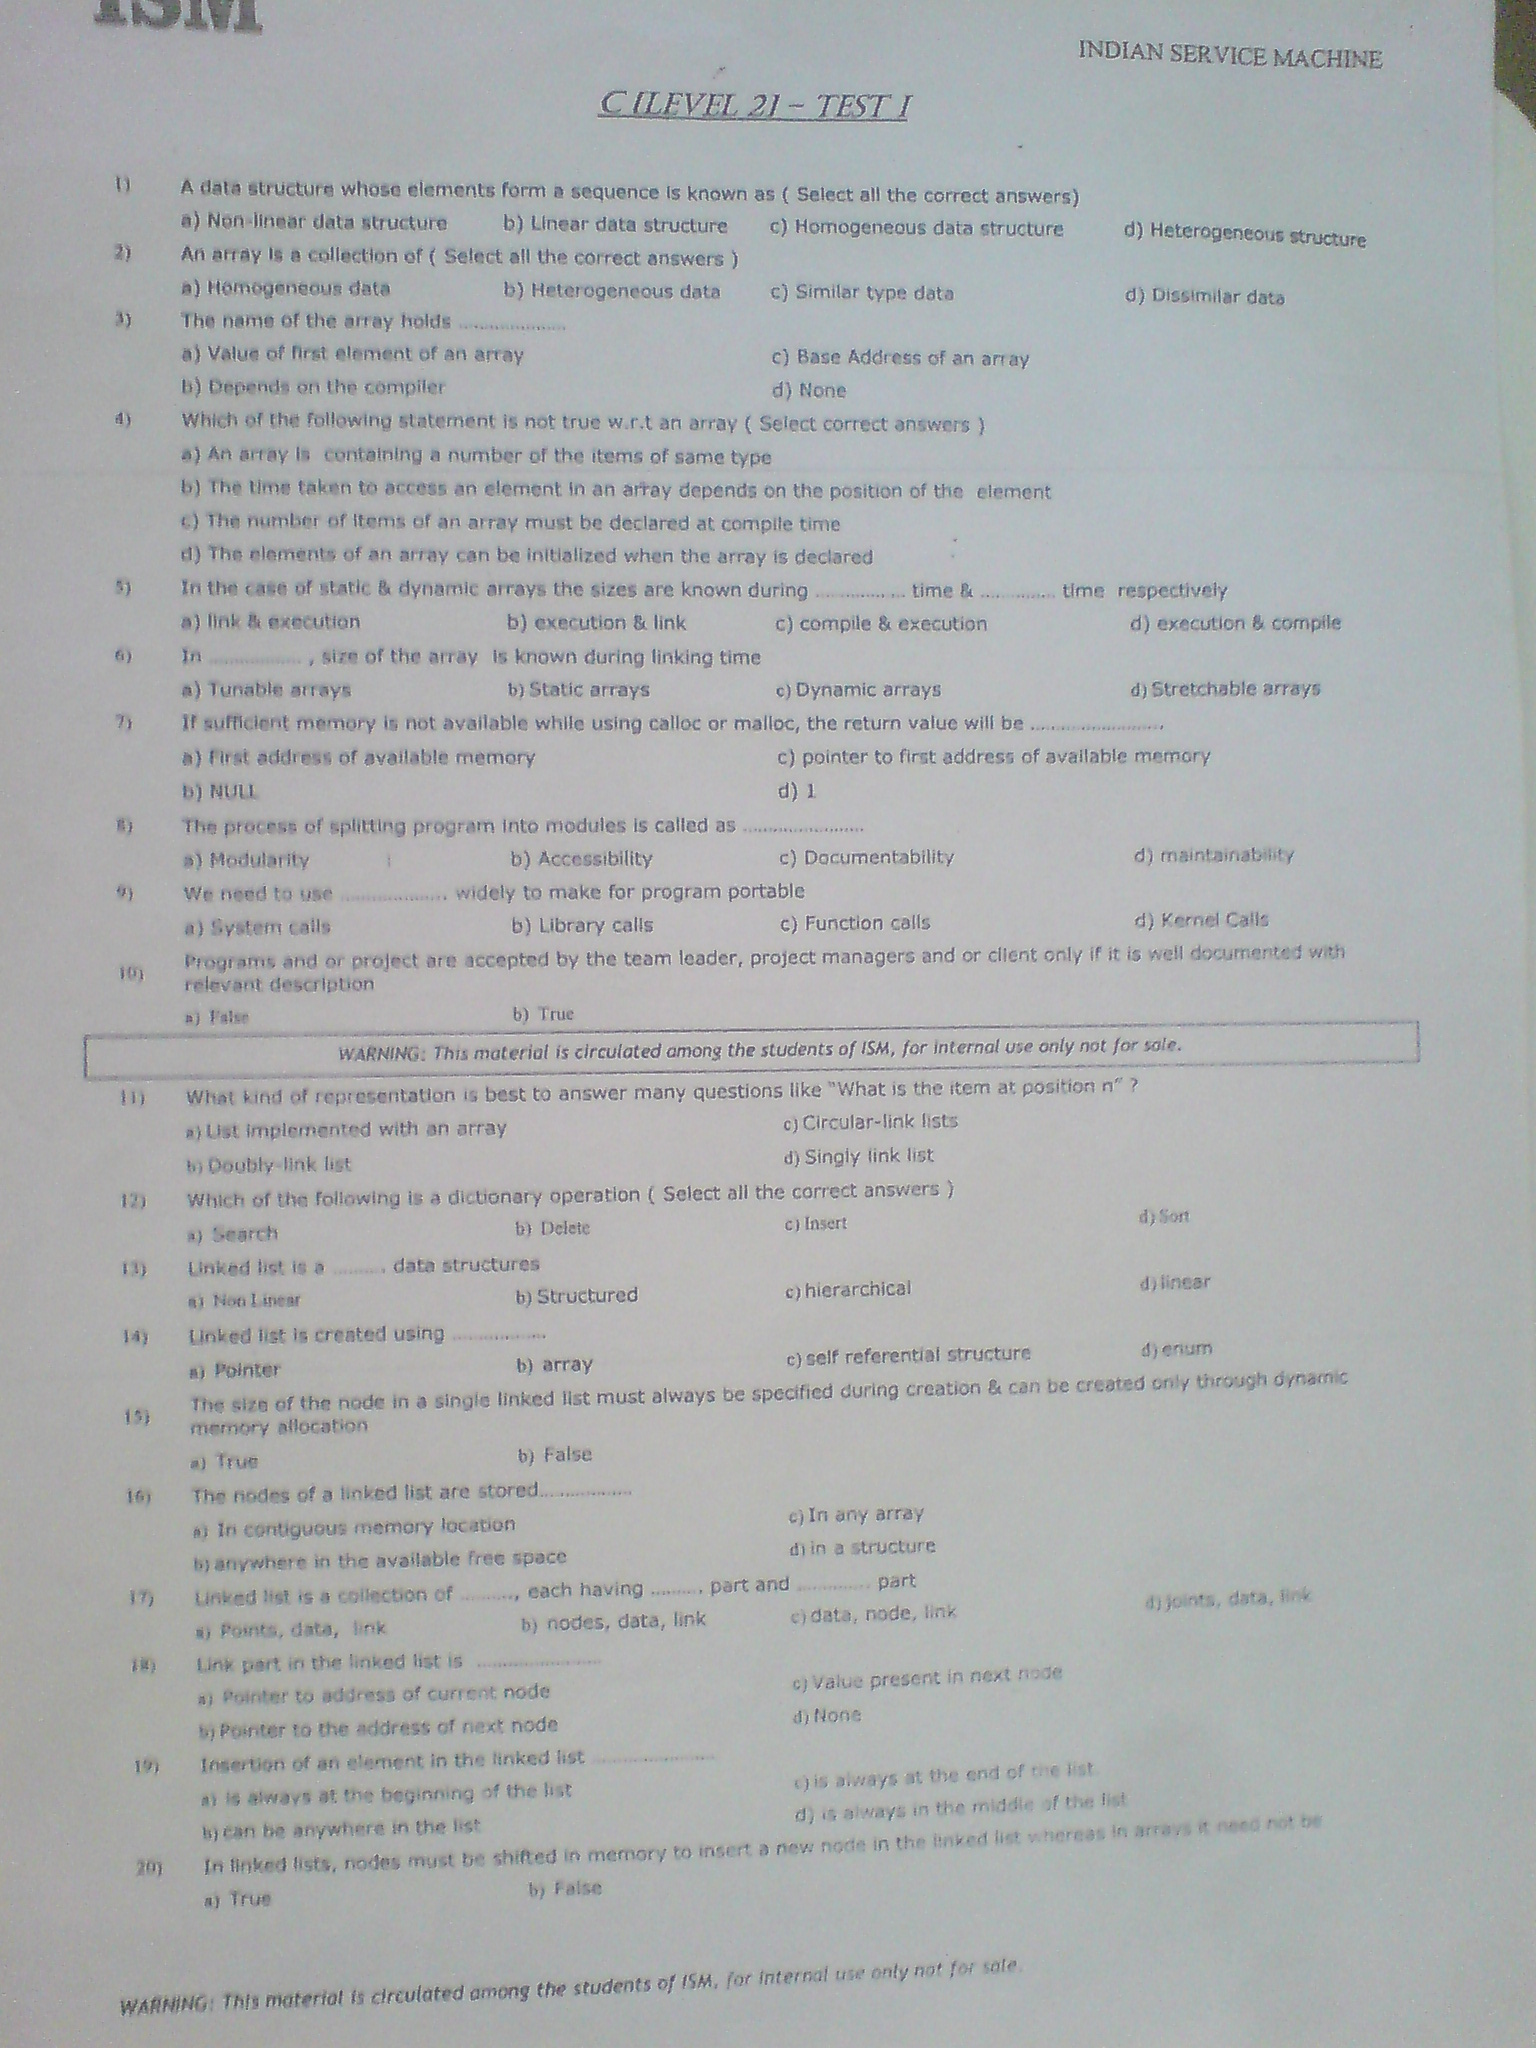 ISM
INDIAN SERVICE MACHINE
C [LEVEL 2] – TEST I
1) A data structure whose elements form a sequence is known as ( Select all the correct answers)
a) Non-linear data structure b) Linear data structure c) Homogeneous data structure d) Heterogeneous structure
2) An array is a collection of ( Select all the correct answers )
a) Homogeneous data b) Heterogeneous data c) Similar type data d) Dissimilar data
3) The name of the array holds ....................
a) Value of first element of an array c) Base Address of an array
b) Depends on the compiler d) None
4) Which of the following statement is not true w.r.t an array ( Select correct answers )
a) An array is containing a number of the items of same type
b) The time taken to access an element in an array depends on the position of the element
c) The number of items of an array must be declared at compile time
d) The elements of an array can be initialized when the array is declared
5) In the case of static & dynamic arrays the sizes are known during ................ time & ............. time respectively
a) link & execution b) execution & link c) compile & execution d) execution & compile
6) In ................. , size of the array is known during linking time
a) Tunable arrays b) Static arrays c) Dynamic arrays d) Stretchable arrays
7) If sufficient memory is not available while using calloc or malloc, the return value will be ........................
a) First address of available memory c) pointer to first address of available memory
b) NULL d) 1
8) The process of splitting program into modules is called as ......................
a) Modularity b) Accessibility c) Documentability d) maintainability
9) We need to use .................... widely to make for program portable
a) System calls b) Library calls c) Function calls d) Kernel Calls
10) Programs and or project are accepted by the team leader, project managers and or client only if it is well documented with
relevant description
a) False b) True
WARNING: This material is circulated among the students of ISM, for internal use only not for sale.
11) What kind of representation is best to answer many questions like "What is the item at position n" ?
a) List implemented with an array c) Circular-link lists
b) Doubly-link list d) Singly link list
12) Which of the following is a dictionary operation ( Select all the correct answers )
a) Search b) Delete c) Insert d) Sort
13) Linked list is a ......... data structures
a) Non Linear b) Structured c) hierarchical d) linear
14) Linked list is created using .................
a) Pointer b) array c) self referential structure d) enum
15) The size of the node in a single linked list must always be specified during creation & can be created only through dynamic
memory allocation
a) True b) False
16) The nodes of a linked list are stored.................
a) In contiguous memory location c) In any array
b) anywhere in the available free space d) in a structure
17) Linked list is a collection of ........., each having ......... part and ............. part
a) Points, data, link b) nodes, data, link c) data, node, link d) joints, data, link
18) Link part in the linked list is .......................
a) Pointer to address of current node c) Value present in next node
b) Pointer to the address of next node d) None
19) Insertion of an element in the linked list ......................
a) is always at the beginning of the list c) is always at the end of the list
b) can be anywhere in the list d) is always in the middle of the list
20) In linked lists, nodes must be shifted in memory to insert a new node in the linked list whereas in arrays it need not be
a) True b) False
WARNING: This material is circulated among the students of ISM, for internal use only not for sale.